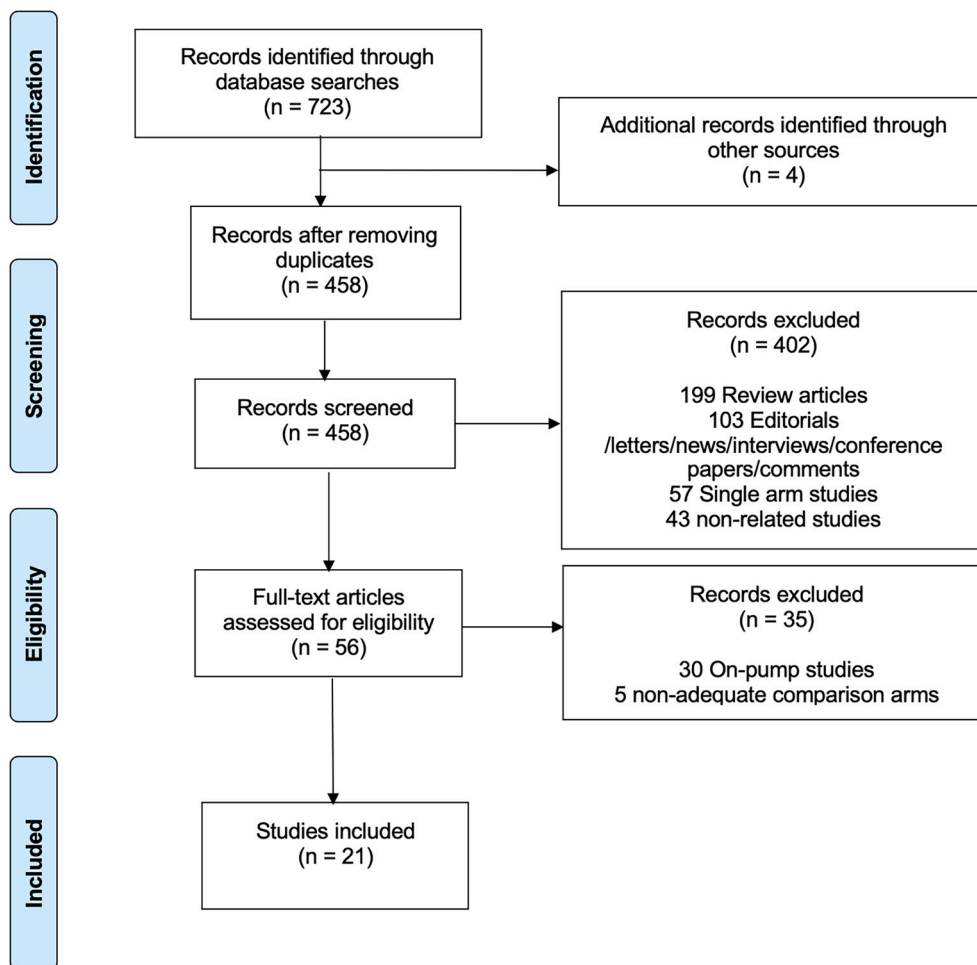 Identification
Records identified through
database searches
(n = 723)
Additional records identified through
other sources
(n = 4)
Records after removing
duplicates
(n = 458)
Screening
Records excluded
(n = 402)
199 Review articles
103 Editorials
/letters/news/interviews/conference
papers/comments
57 Single arm studies
43 non-related studies
Records screened
(n = 458)
Eligibility
Full-text articles
assessed for eligibility
(n = 56)
Records excluded
(n = 35)
30 On-pump studies
5 non-adequate comparison arms
Included
Studies included
(n = 21)